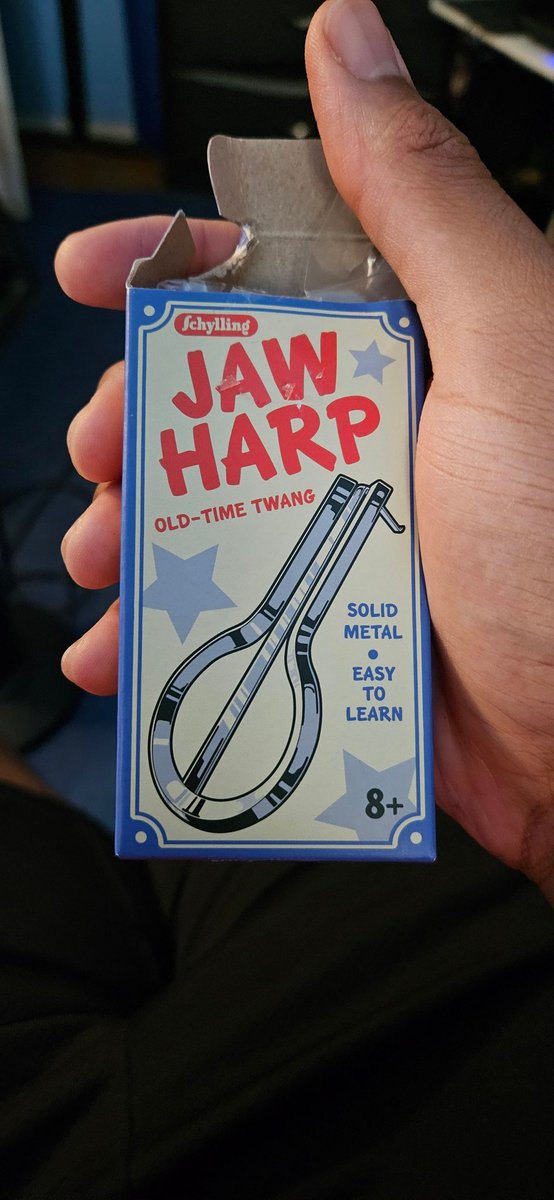 Schylling
JAW
HARP
OLD-TIME TWANG
SOLID
METAL
•
EASY
TO
LEARN
8+